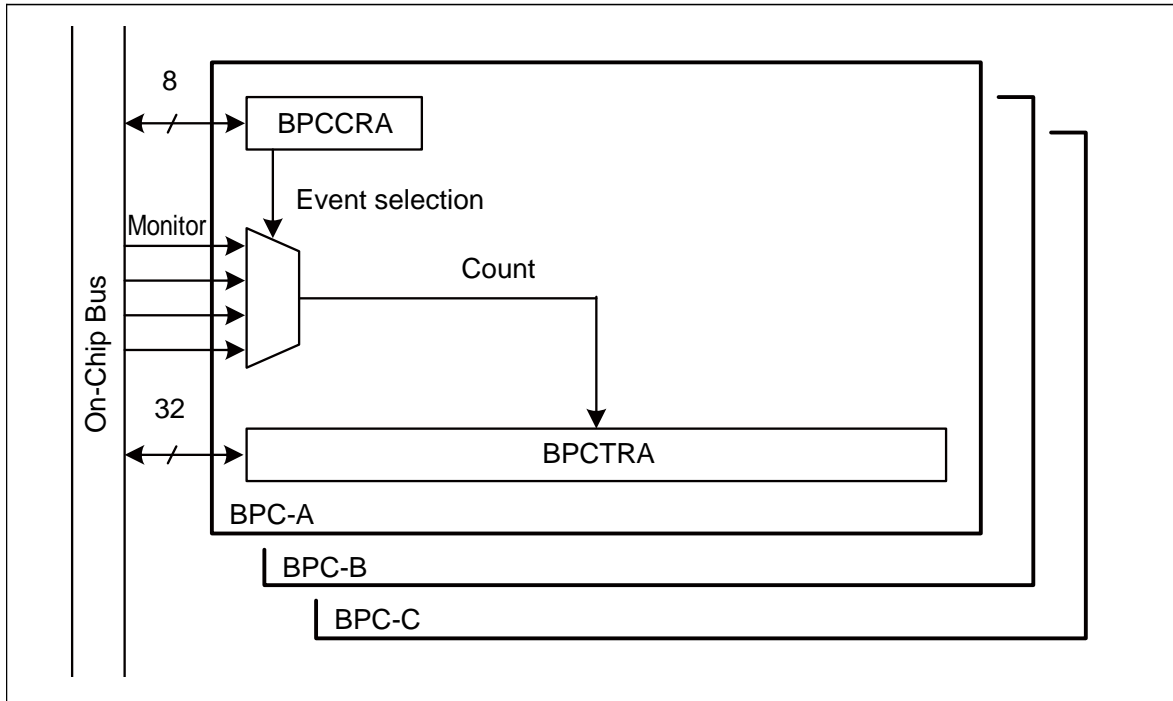 8
BPCCRA
Event selection
Monitor
Count
On-Chip Bus
32
BPCTRA
BPC-A
BPC-B
BPC-C